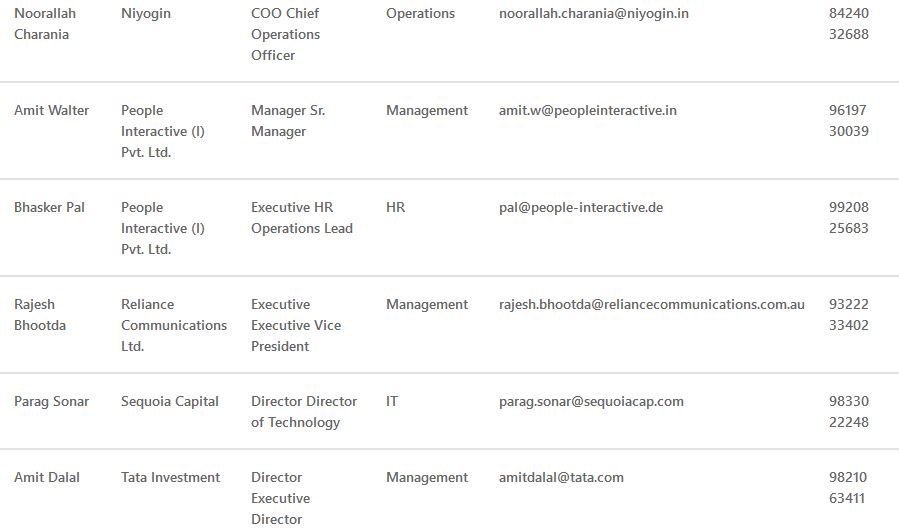 Noorallah Niyogin COO Chief Operations noorallah.charania@niyogin.in 84240
Charania Operations 32688
Officer
Amit Walter People Manager Sr. Management amit.w@peopleinteractive.in 96197
Interactive (I) Manager 30039
Pvt. Ltd.
Bhasker Pal People Executive HR HR pal@people-interactive.de 99208
Interactive (I) Operations Lead 25683
Pvt. Ltd.
Rajesh Reliance Executive Management rajesh.bhootda@reliancecommunications.com.au 93222
Bhootda Communications Executive Vice 33402
Ltd. President
Parag Sonar Sequoia Capital Director Director IT parag.sonar@sequoiacap.com 98330
of Technology 22248
Amit Dalal Tata Investment Director Management amitdalal@tata.com 98210
Executive 63411
Director